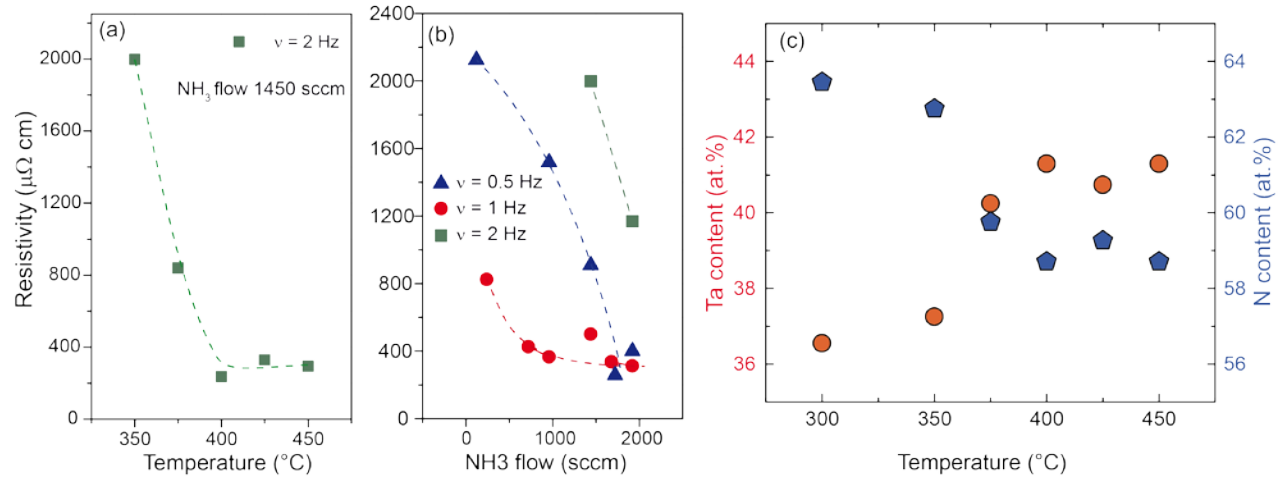 (a)
ν = 2 Hz
NH₃ flow 1450 sccm
Resistivity (μΩ cm)
2000
1600
1200
800
400
0
350
400
450
Temperature (°C)
(b)
2400
2000
1600
1200
800
400
0
ν = 0.5 Hz
ν = 1 Hz
ν = 2 Hz
0
1000
2000
NH3 flow (sccm)
(c)
Ta content (at.%)
44
42
40
38
36
64
62
60
58
56
N content (at.%)
300
350
400
450
Temperature (°C)